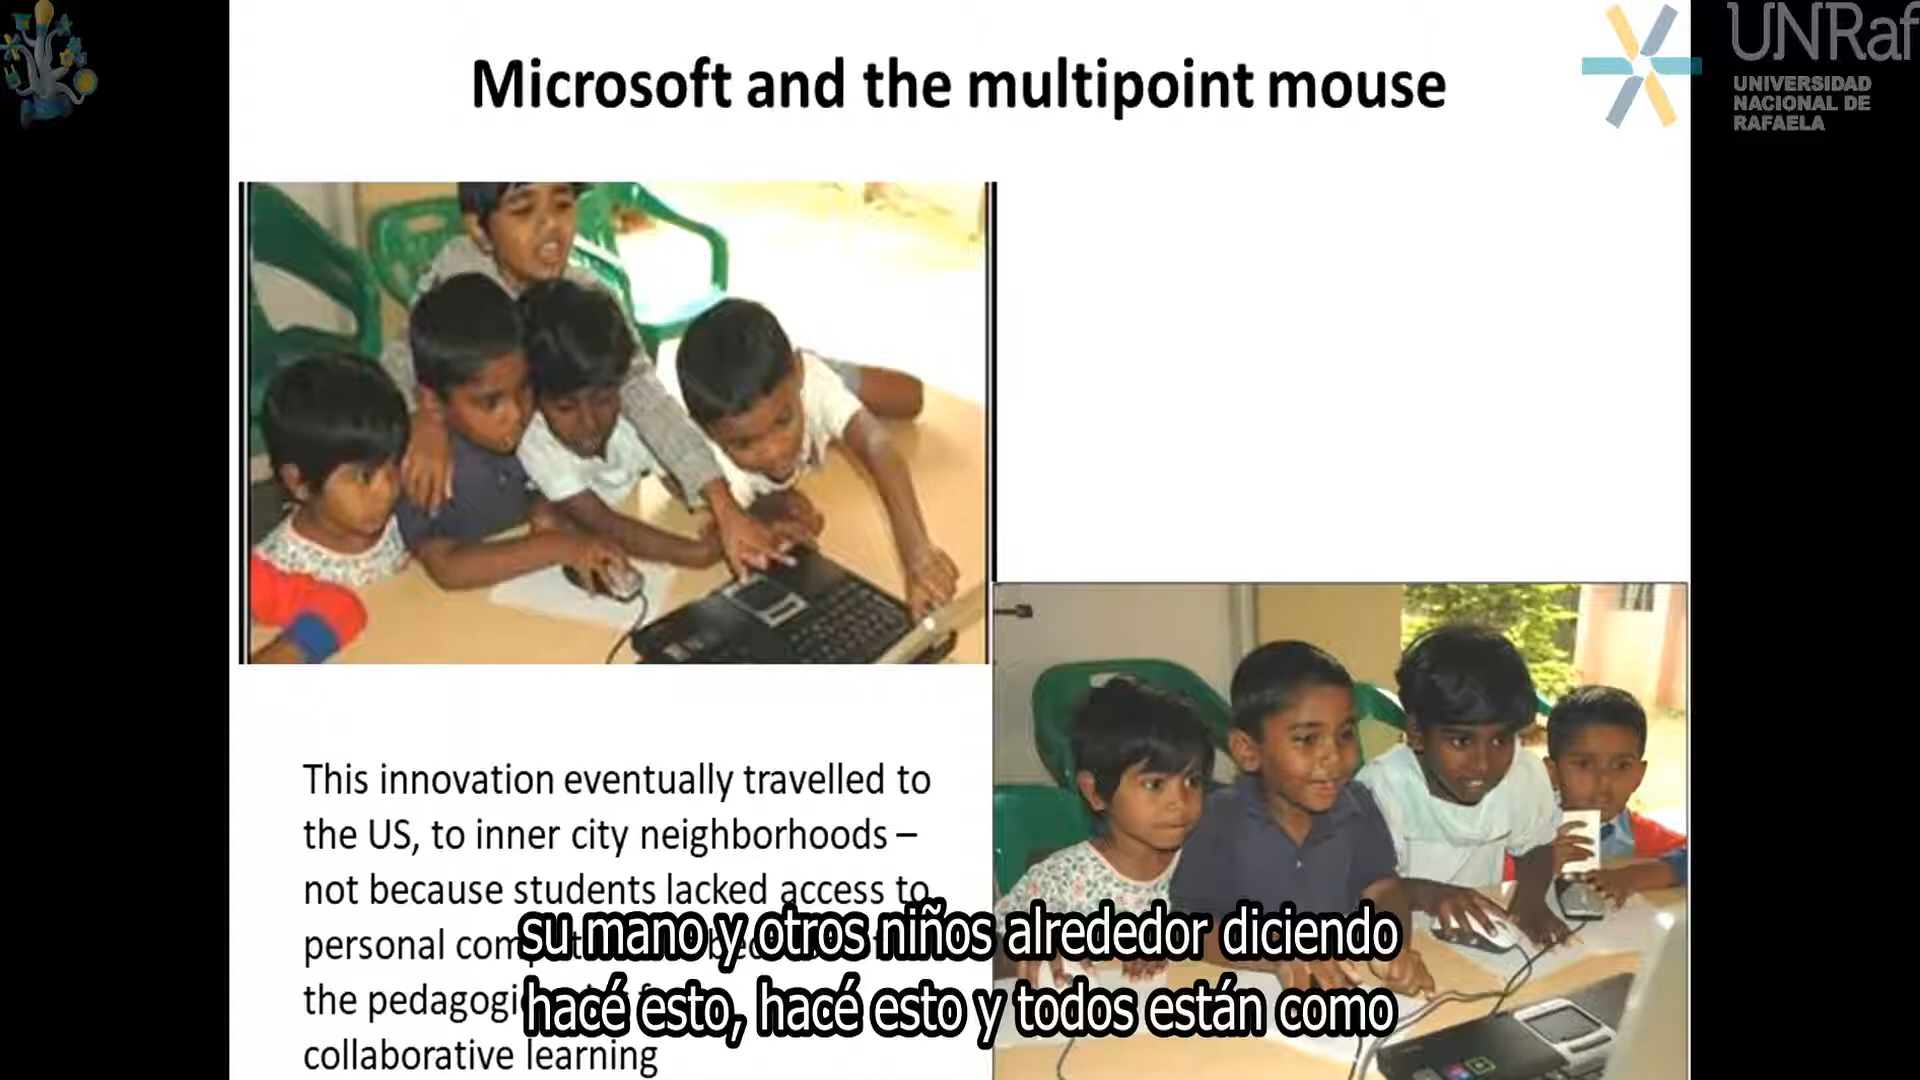 Microsoft and the multipoint mouse
UNRaf
UNIVERSIDAD
NACIONAL DE
RAFAELA
This innovation eventually travelled to
the US, to inner city neighborhoods –
not because students lacked access to
personal
the
collaborative learning
su mano y otros niños alrededor diciendo
hacé esto, hacé esto y todos están como